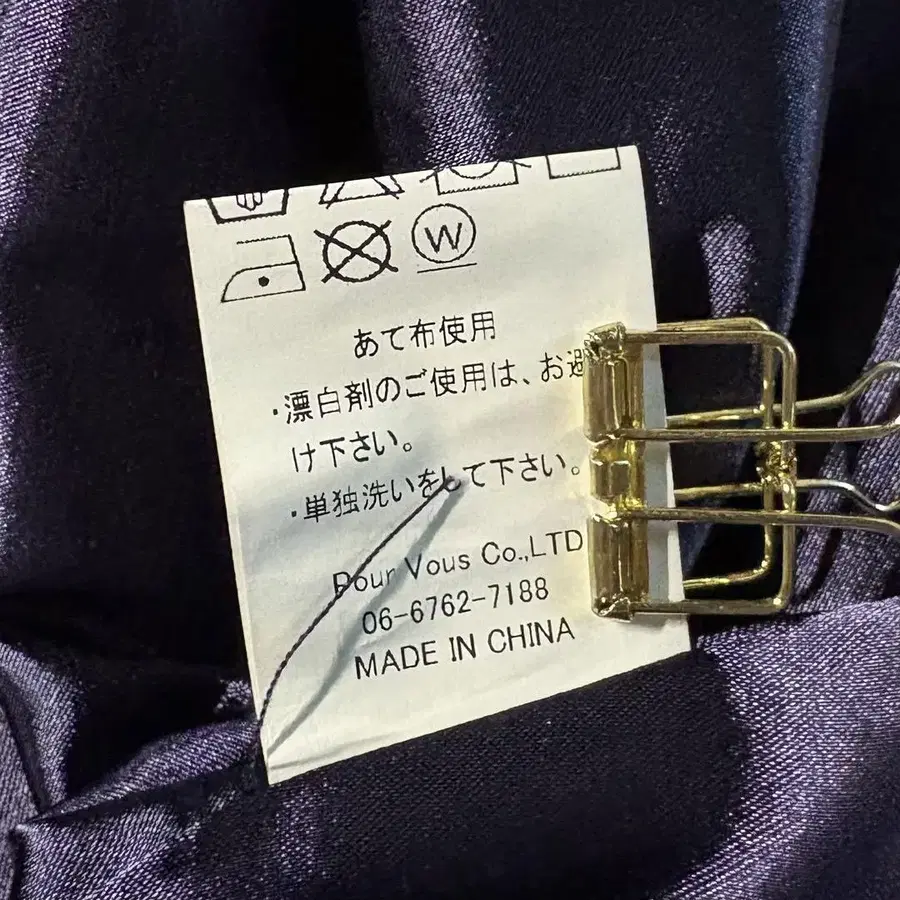 W
あて布使用
・漂白剤のご使用は、お避
け下さい。
・単独洗いをして下さい。
Pour Vous Co.,LTD
06-6762-7188
MADE IN CHINA